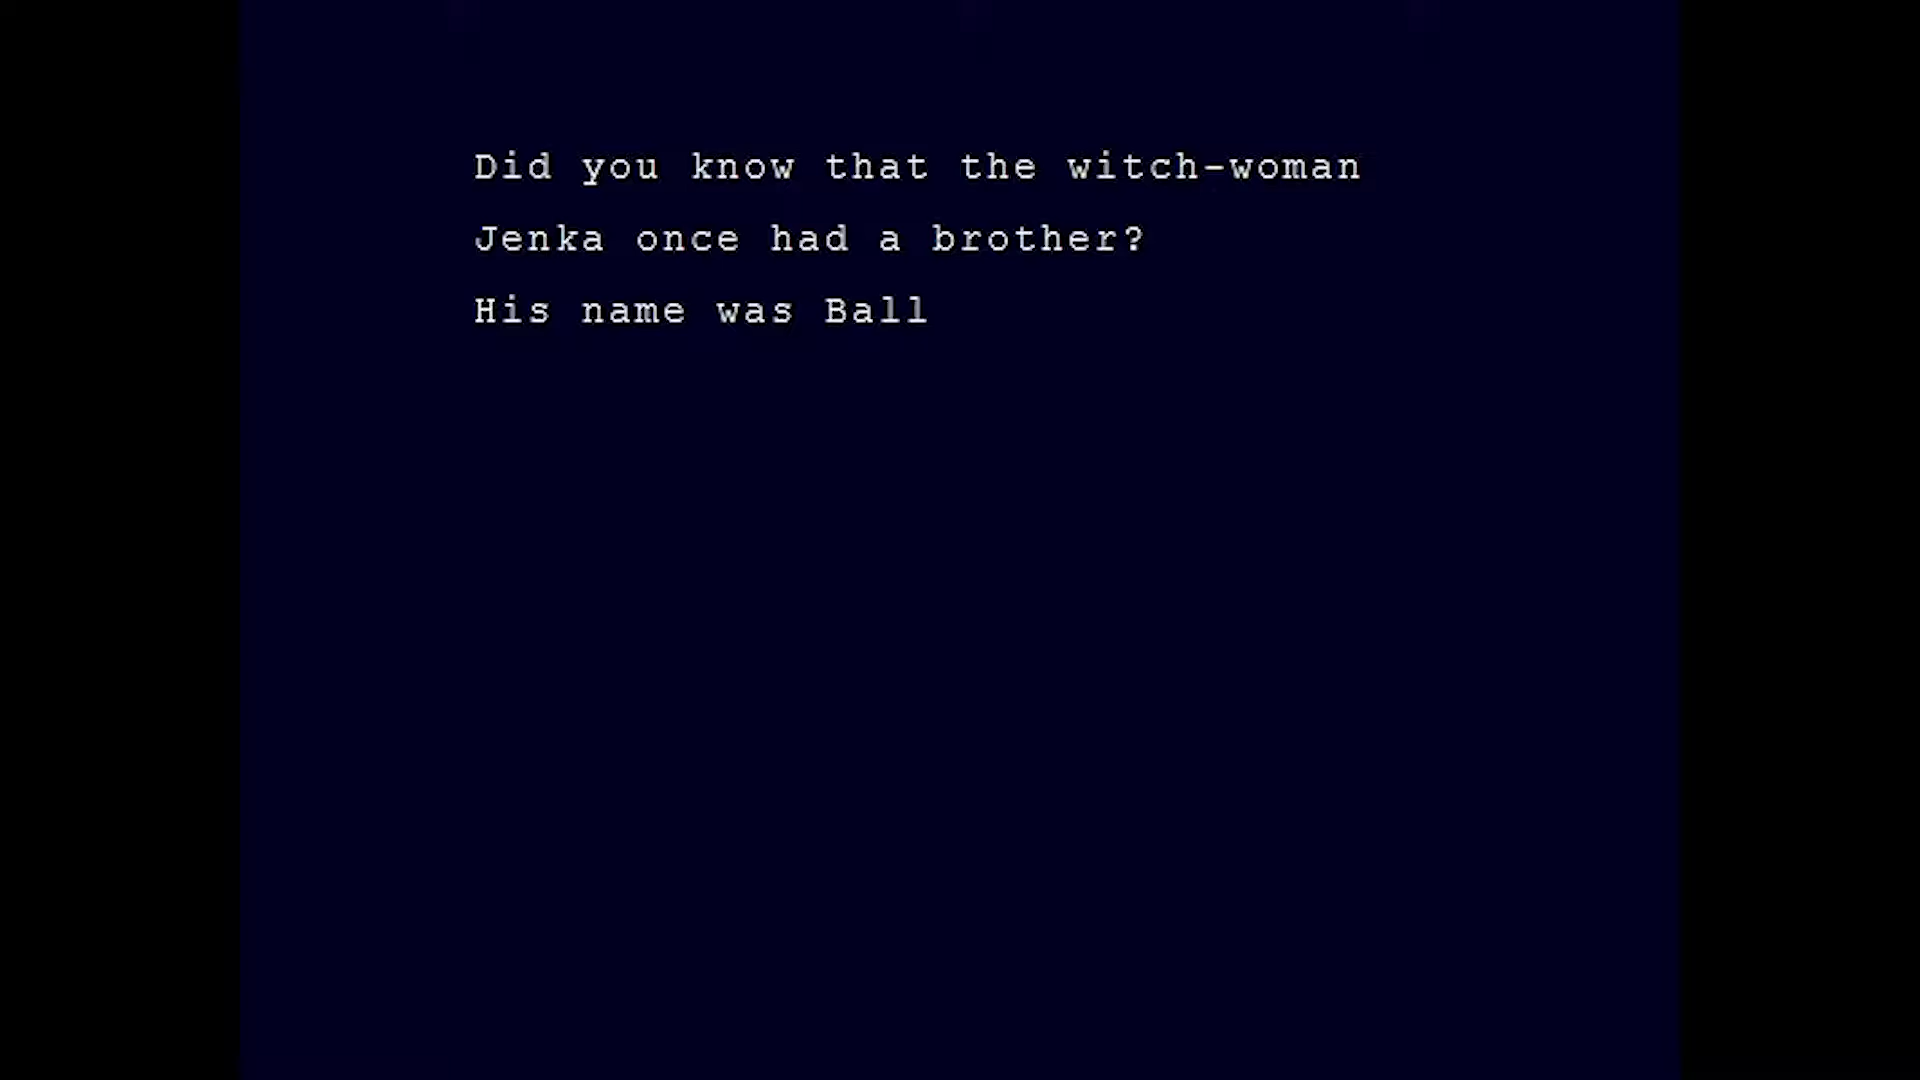 Did you know that the witch-woman
Jenka once had a brother?
His name was Ball